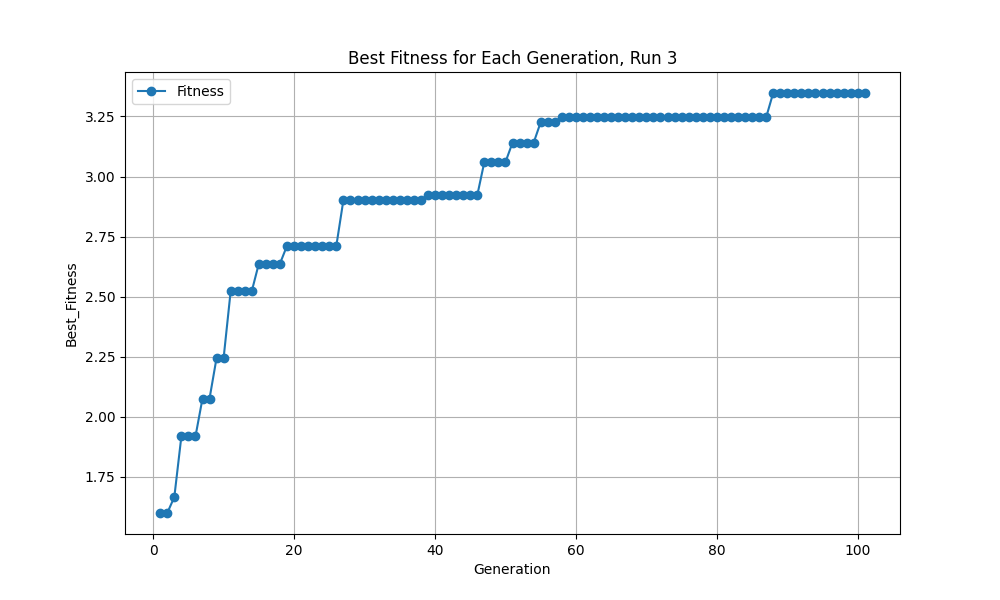 Best Fitness for Each Generation, Run 3
Fitness
Best_Fitness
3.25
3.00
2.75
2.50
2.25
2.00
1.75
0 20 40 60 80 100
Generation